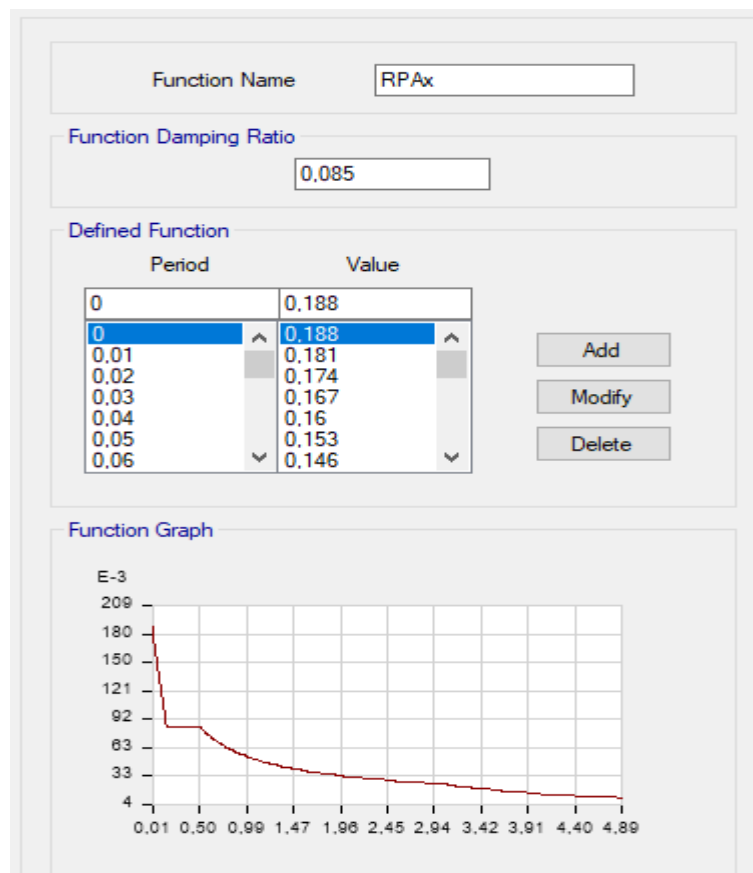 Function Name RPAx
Function Damping Ratio
0,085
Defined Function
Period Value
0 0,188
0 0,188
0,01 0,181
0,02 0,174
0,03 0,167
0,04 0,16
0,05 0,153
0,06 0,146
Add
Modify
Delete
Function Graph
E-3
209
180
150
121
92
63
33
4
0,01 0,50 0,99 1,47 1,96 2,45 2,94 3,42 3,91 4,40 4,89